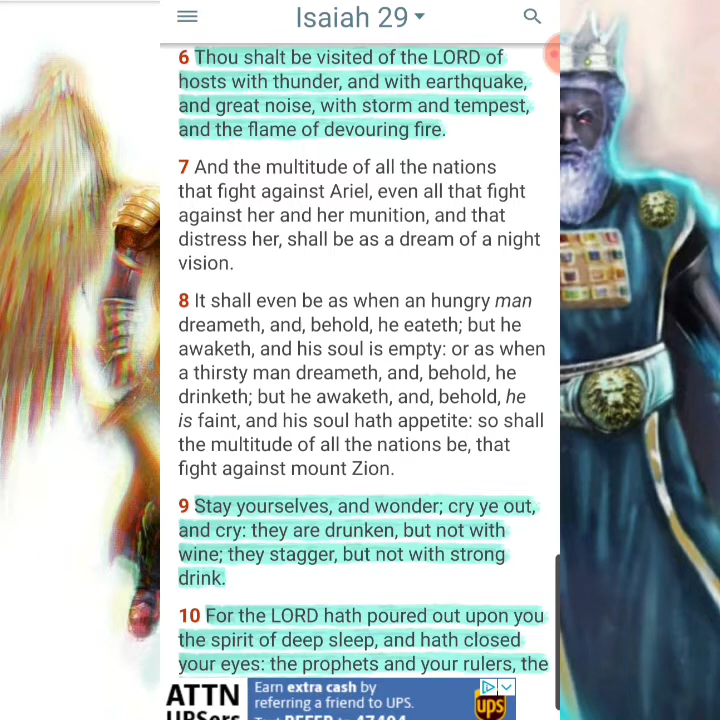 Isaiah 29
6 Thou shalt be visited of the LORD of
hosts with thunder, and with earthquake,
and great noise, with storm and tempest,
and the flame of devouring fire.
7 And the multitude of all the nations
that fight against Ariel, even all that fight
against her and her munition, and that
distress her, shall be as a dream of a night
vision.
8 It shall even be as when an hungry man
dreameth, and, behold, he eateth; but he
awaketh, and his soul is empty: or as when
a thirsty man dreameth, and, behold, he
drinketh; but he awaketh, and, behold, he
is faint, and his soul hath appetite: so shall
the multitude of all the nations be, that
fight against mount Zion.
9 Stay yourselves, and wonder; cry ye out,
and cry: they are drunken, but not with
wine; they stagger, but not with strong
drink.
10 For the LORD hath poured out upon you
the spirit of deep sleep, and hath closed
your eyes: the prophets and your rulers, the
ATTN
UPSers
Earn extra cash by
referring a friend to UPS.
Text REFER to 47404
ups